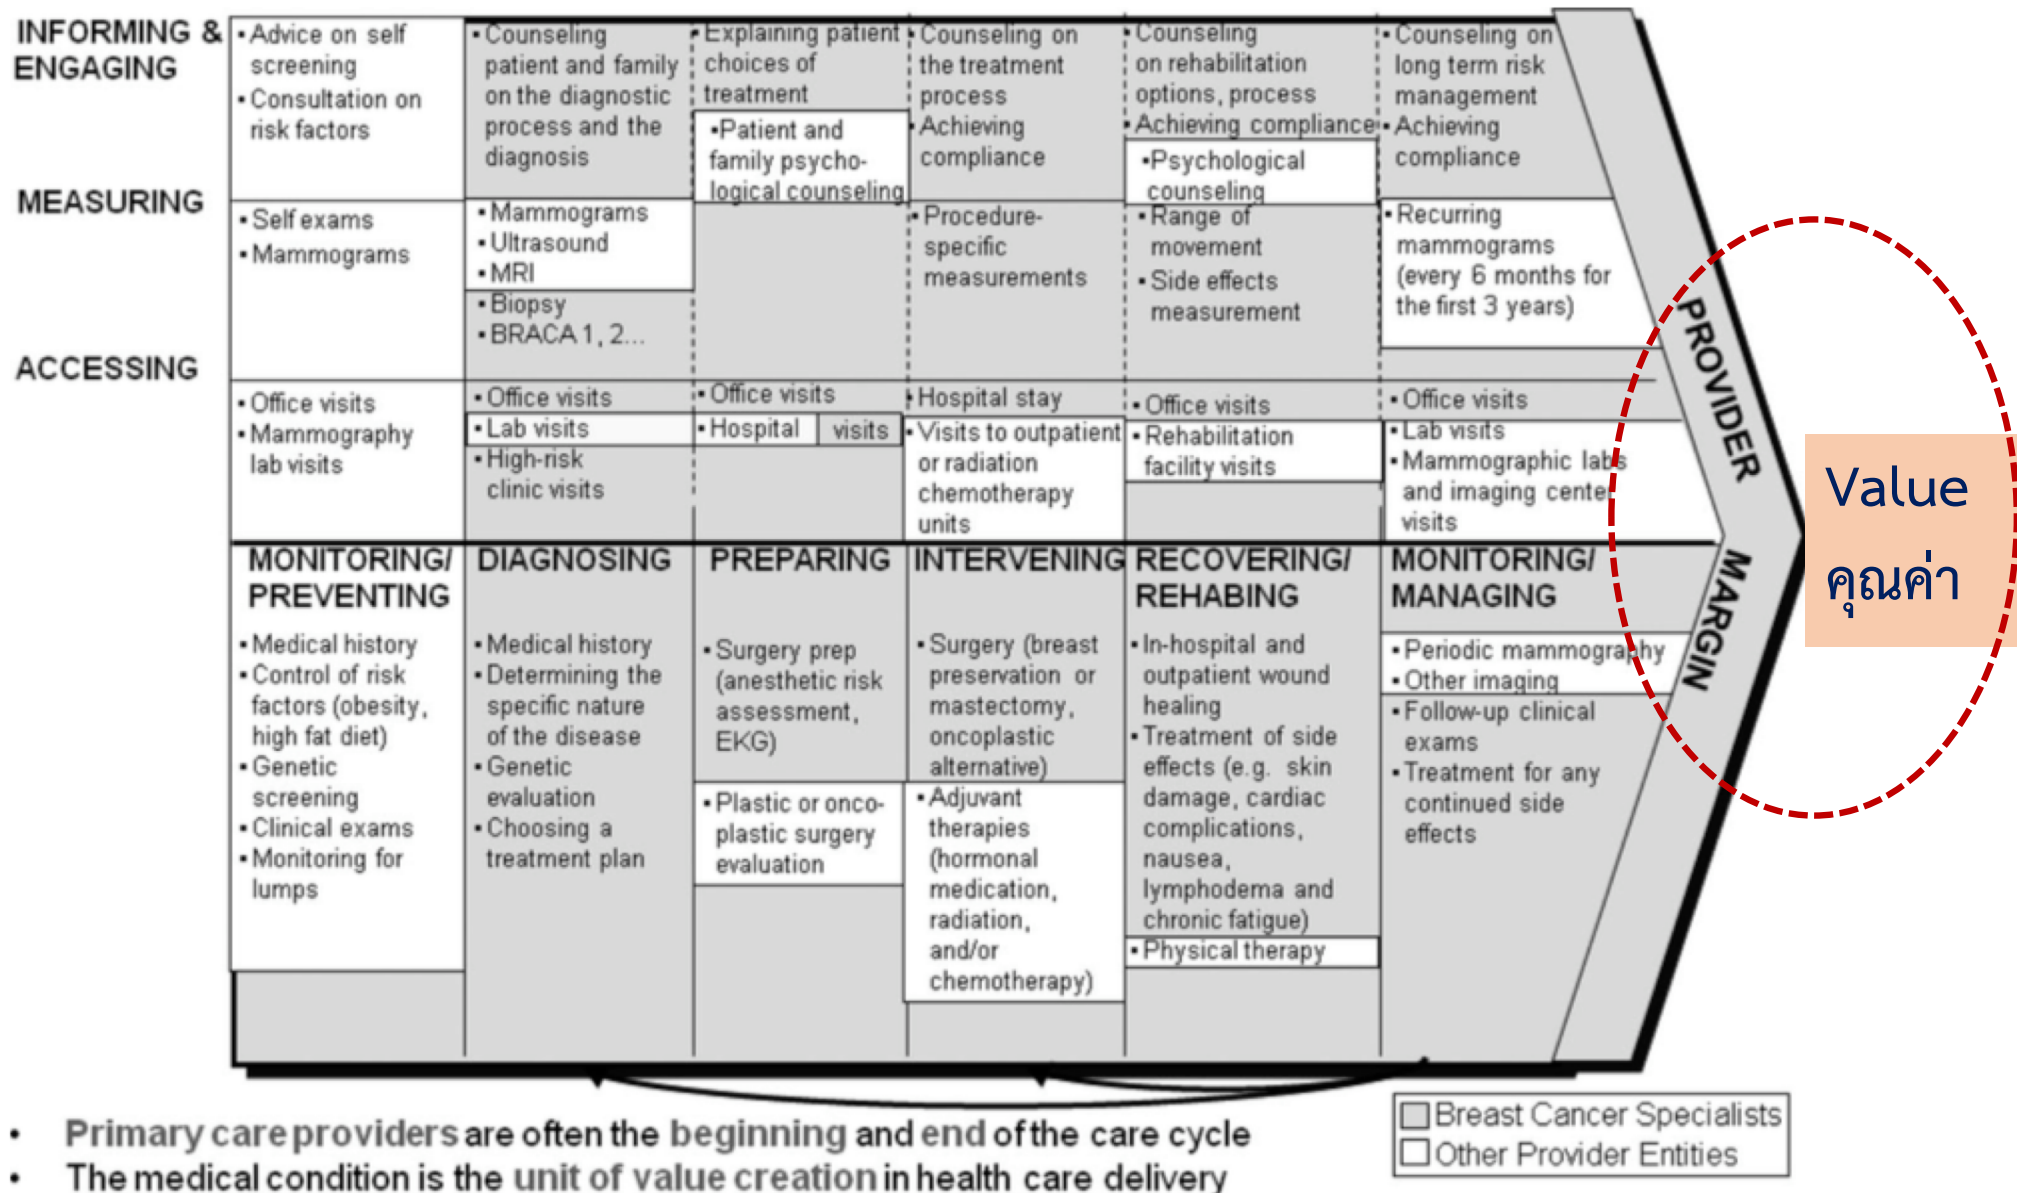 INFORMING &
ENGAGING
▪ Advice on self
screening
▪ Consultation on
risk factors
▪ Counseling
patient and family
on the diagnostic
process and the
diagnosis
▪ Explaining patient
choices of
treatment
▪ Patient and
family psycho-
logical counseling
▪ Counseling on
the treatment
process
▪ Achieving
compliance
▪ Counseling
on rehabilitation
options, process
▪ Achieving compliance
▪ Psychological
counseling
▪ Counseling on
long term risk
management
▪ Achieving
compliance
MEASURING
▪ Self exams
▪ Mammograms
▪ Mammograms
▪ Ultrasound
▪ MRI
▪ Biopsy
▪ BRACA 1, 2...
▪ Procedure-
specific
measurements
▪ Range of
movement
▪ Side effects
measurement
▪ Recurring
mammograms
(every 6 months for
the first 3 years)
ACCESSING
▪ Office visits
▪ Mammography
lab visits
▪ Office visits
▪ Lab visits
▪ High-risk
clinic visits
▪ Office visits
▪ Hospital visits
▪ Hospital stay
▪ Visits to outpatient
or radiation
chemotherapy
units
▪ Office visits
▪ Rehabilitation
facility visits
▪ Office visits
▪ Lab visits
▪ Mammographic labs
and imaging center
visits
MONITORING/
PREVENTING
▪ Medical history
▪ Control of risk
factors (obesity,
high fat diet)
▪ Genetic
screening
▪ Clinical exams
▪ Monitoring for
lumps
DIAGNOSING
▪ Medical history
▪ Determining the
specific nature
of the disease
▪ Genetic
evaluation
▪ Choosing a
treatment plan
PREPARING
▪ Surgery prep
(anesthetic risk
assessment,
EKG)
▪ Plastic or onco-
plastic surgery
evaluation
INTERVENING
▪ Surgery (breast
preservation or
mastectomy,
oncoplastic
alternative)
▪ Adjuvant
therapies
(hormonal
medication,
radiation,
and/or
chemotherapy)
RECOVERING/
REHABING
▪ In-hospital and
outpatient wound
healing
▪ Treatment of side
effects (e.g. skin
damage, cardiac
complications,
nausea,
lymphodema and
chronic fatigue)
▪ Physical therapy
MONITORING/
MANAGING
▪ Periodic mammography
▪ Other imaging
▪ Follow-up clinical
exams
▪ Treatment for any
continued side
effects
PROVIDER
MARGIN
Value
คุณค่า
Breast Cancer Specialists
Other Provider Entities
• Primary care providers are often the beginning and end of the care cycle
• The medical condition is the unit of value creation in health care delivery